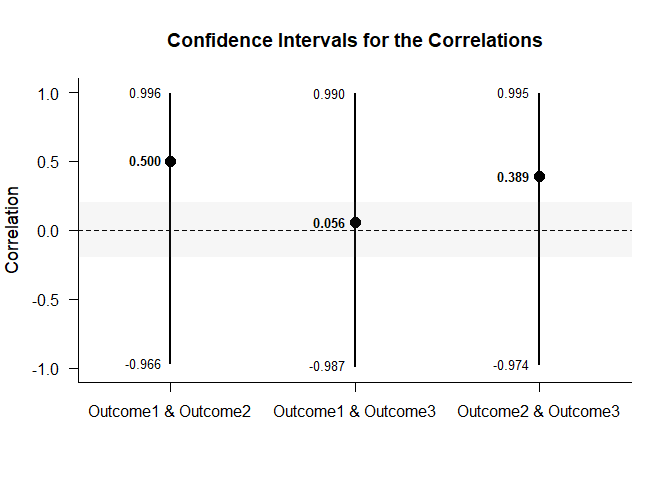 Confidence Intervals for the Correlations
Correlation
1.0
0.5
0.0
-0.5
-1.0
0.996
0.500
-0.966
0.990
0.056
-0.987
0.995
0.389
-0.974
Outcome1 & Outcome2
Outcome1 & Outcome3
Outcome2 & Outcome3